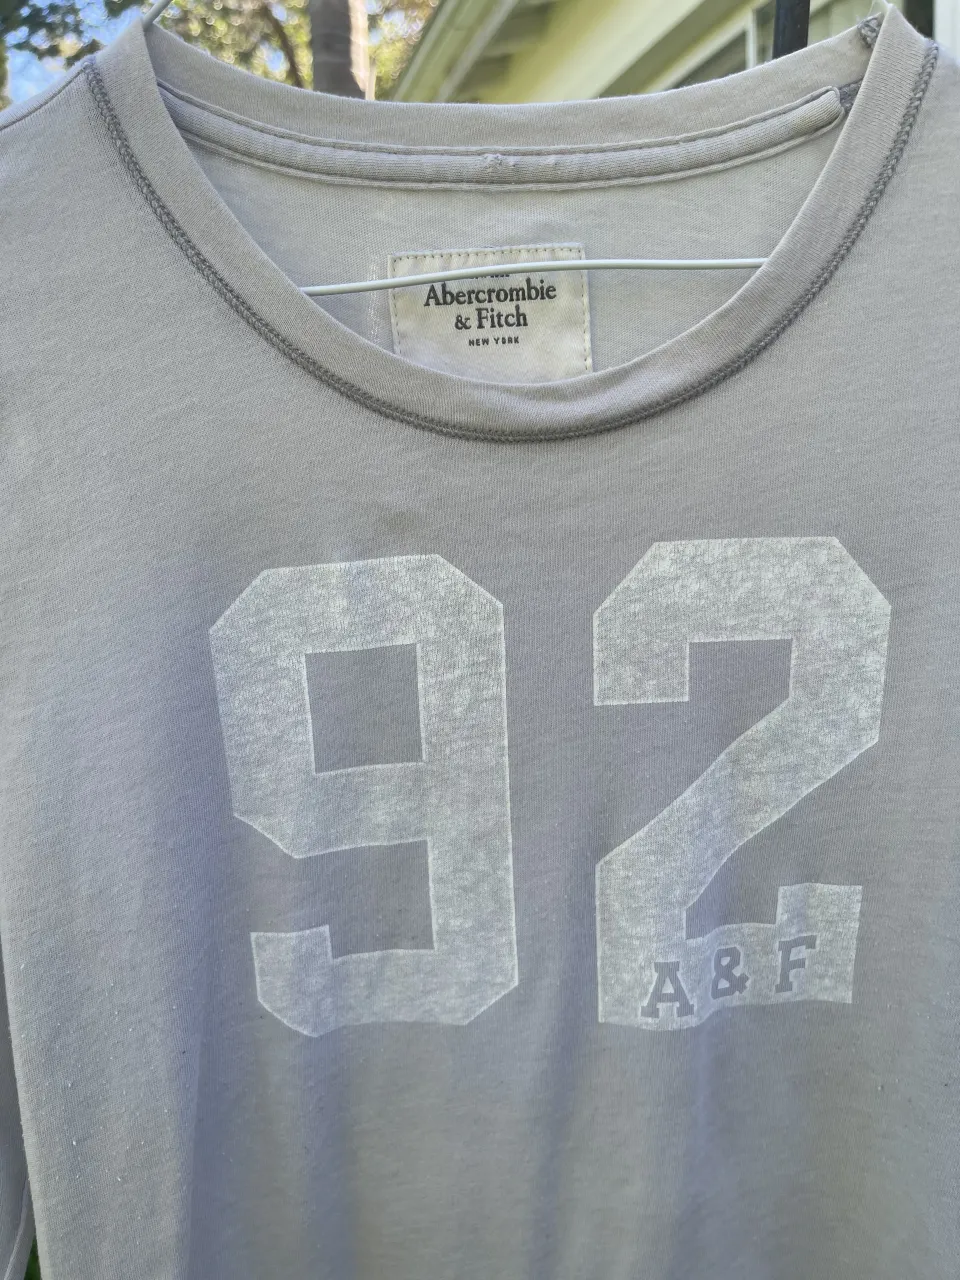 Abercrombie
& Fitch
NEW YORK
92
A & F